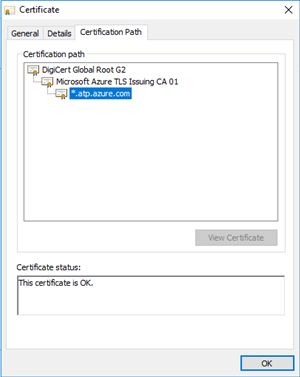 Certificate
General
Details
Certification Path
Certification path
DigiCert Global Root G2
Microsoft Azure TLS Issuing CA 01
*.atp.azure.com
View Certificate
Certificate status:
This certificate is OK.
OK